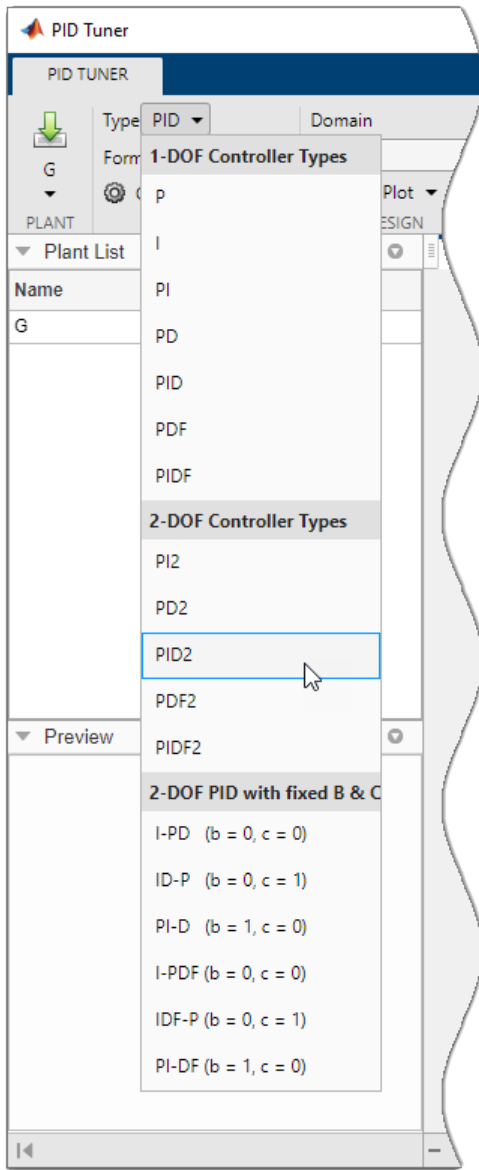 PID Tuner
PID TUNER
Type PID Domain
Form
G
Plot
PLANT
Plant List
Name
G
1-DOF Controller Types
P
I
PI
PD
PID
PDF
PIDF
2-DOF Controller Types
PI2
PD2
PID2
PDF2
PIDF2
Preview
2-DOF PID with fixed B & C
I-PD (b = 0, c = 0)
ID-P (b = 0, c = 1)
PI-D (b = 1, c = 0)
I-PDF (b = 0, c = 0)
IDF-P (b = 0, c = 1)
PI-DF (b = 1, c = 0)